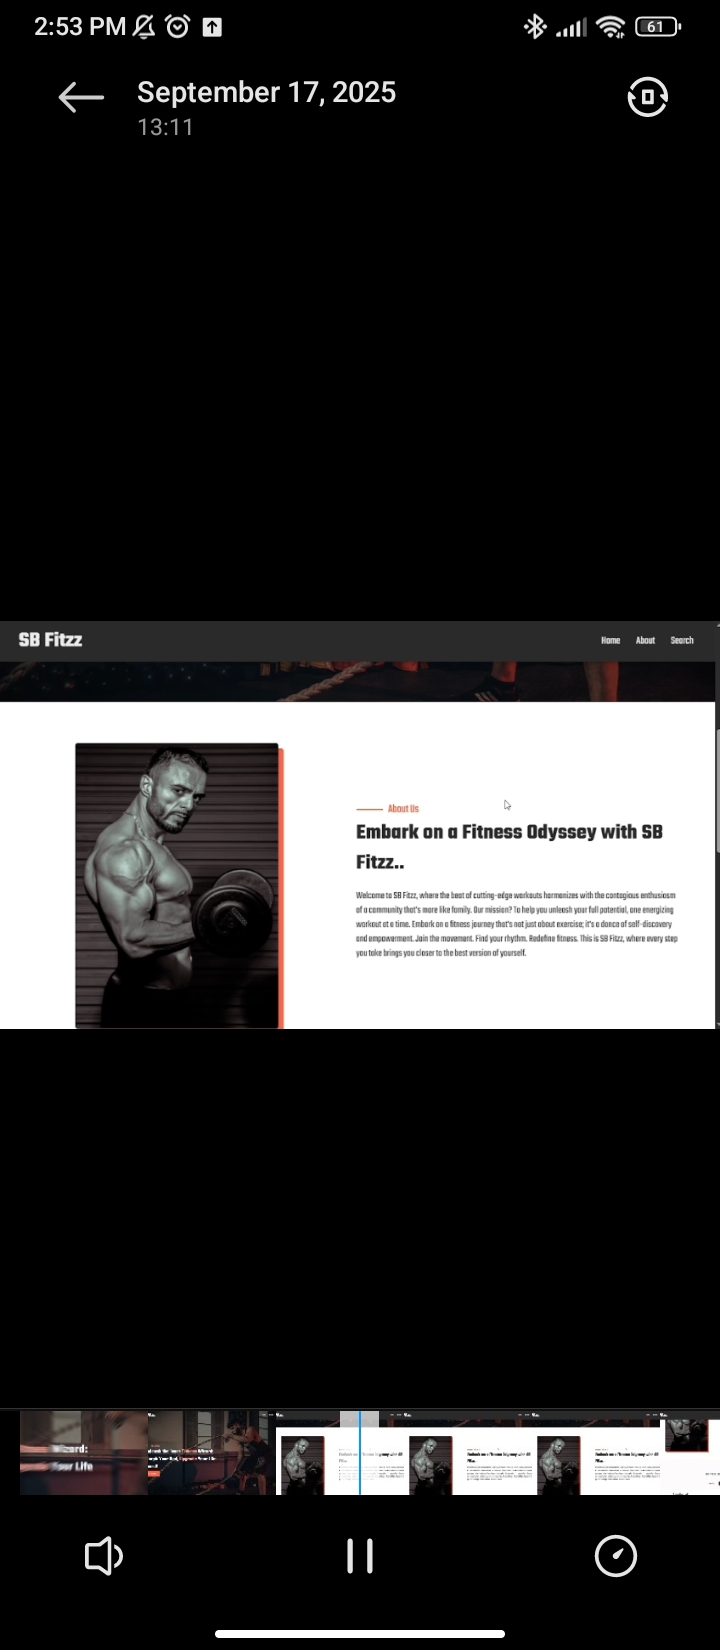 2:53 PM
61
September 17, 2025
13:11
SB Fitzz
Home About Search
About Us
Embark on a Fitness Odyssey with SB
Fitzz..
Welcome to SB Fitzz, where the beat of cutting-edge workouts harmonizes with the contagious enthusiasm
of a community that's more like family. Our mission? To help you unleash your full potential, one energizing
workout at a time. Embark on a fitness journey that's not just about exercise; it's a dance of self-discovery
and empowerment. Join the movement. Find your rhythm. Redefine fitness. This is SB Fitzz, where every step
you take brings you closer to the best version of yourself.
Wizard:
Your Life